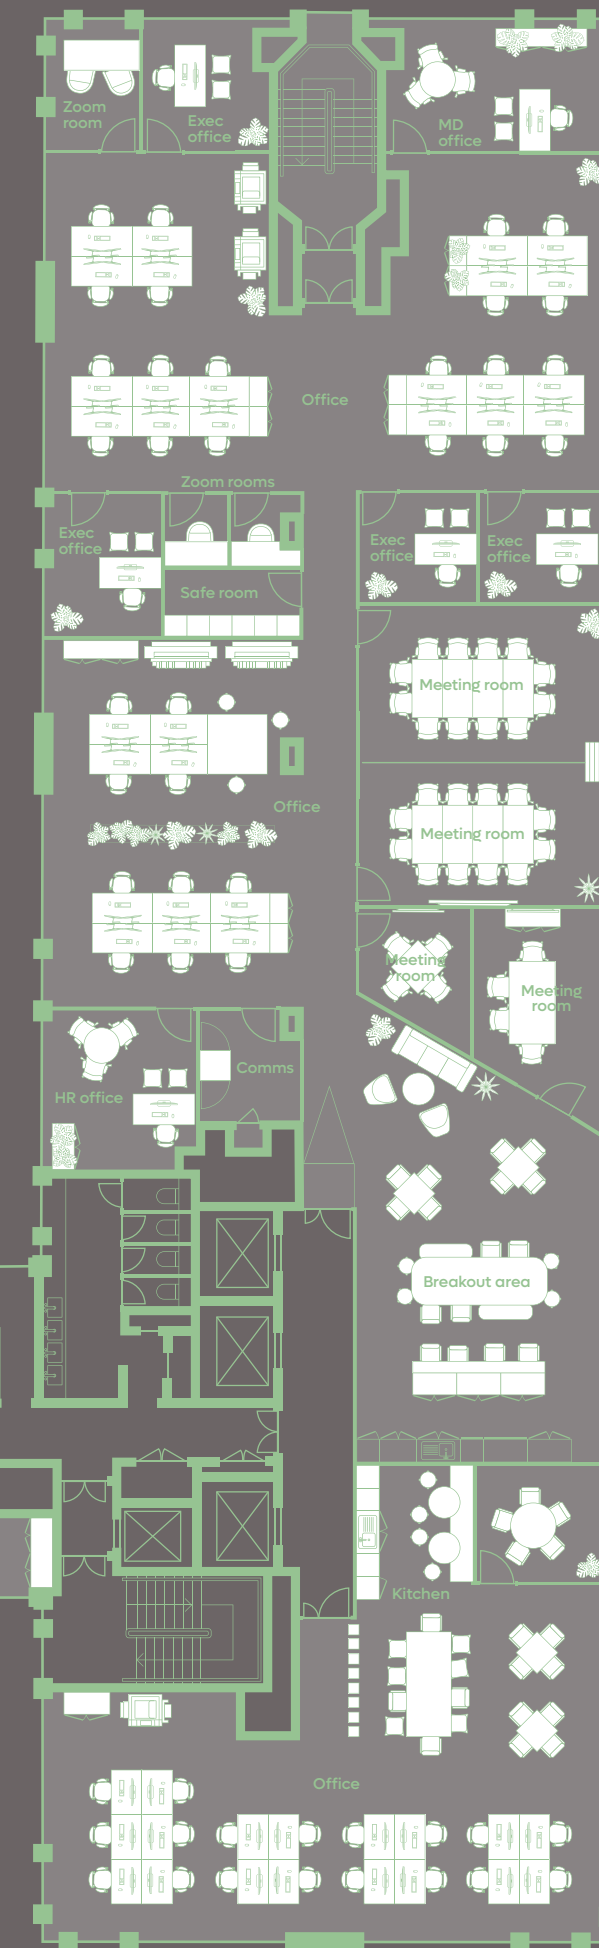 Zoom
room
Exec
office
MD
office
Office
Zoom rooms
Exec
office
Exec
office
Exec
office
Safe room
Meeting room
Office
Meeting room
Meeting
room
Meeting
room
Comms
HR office
Breakout area
Kitchen
Office